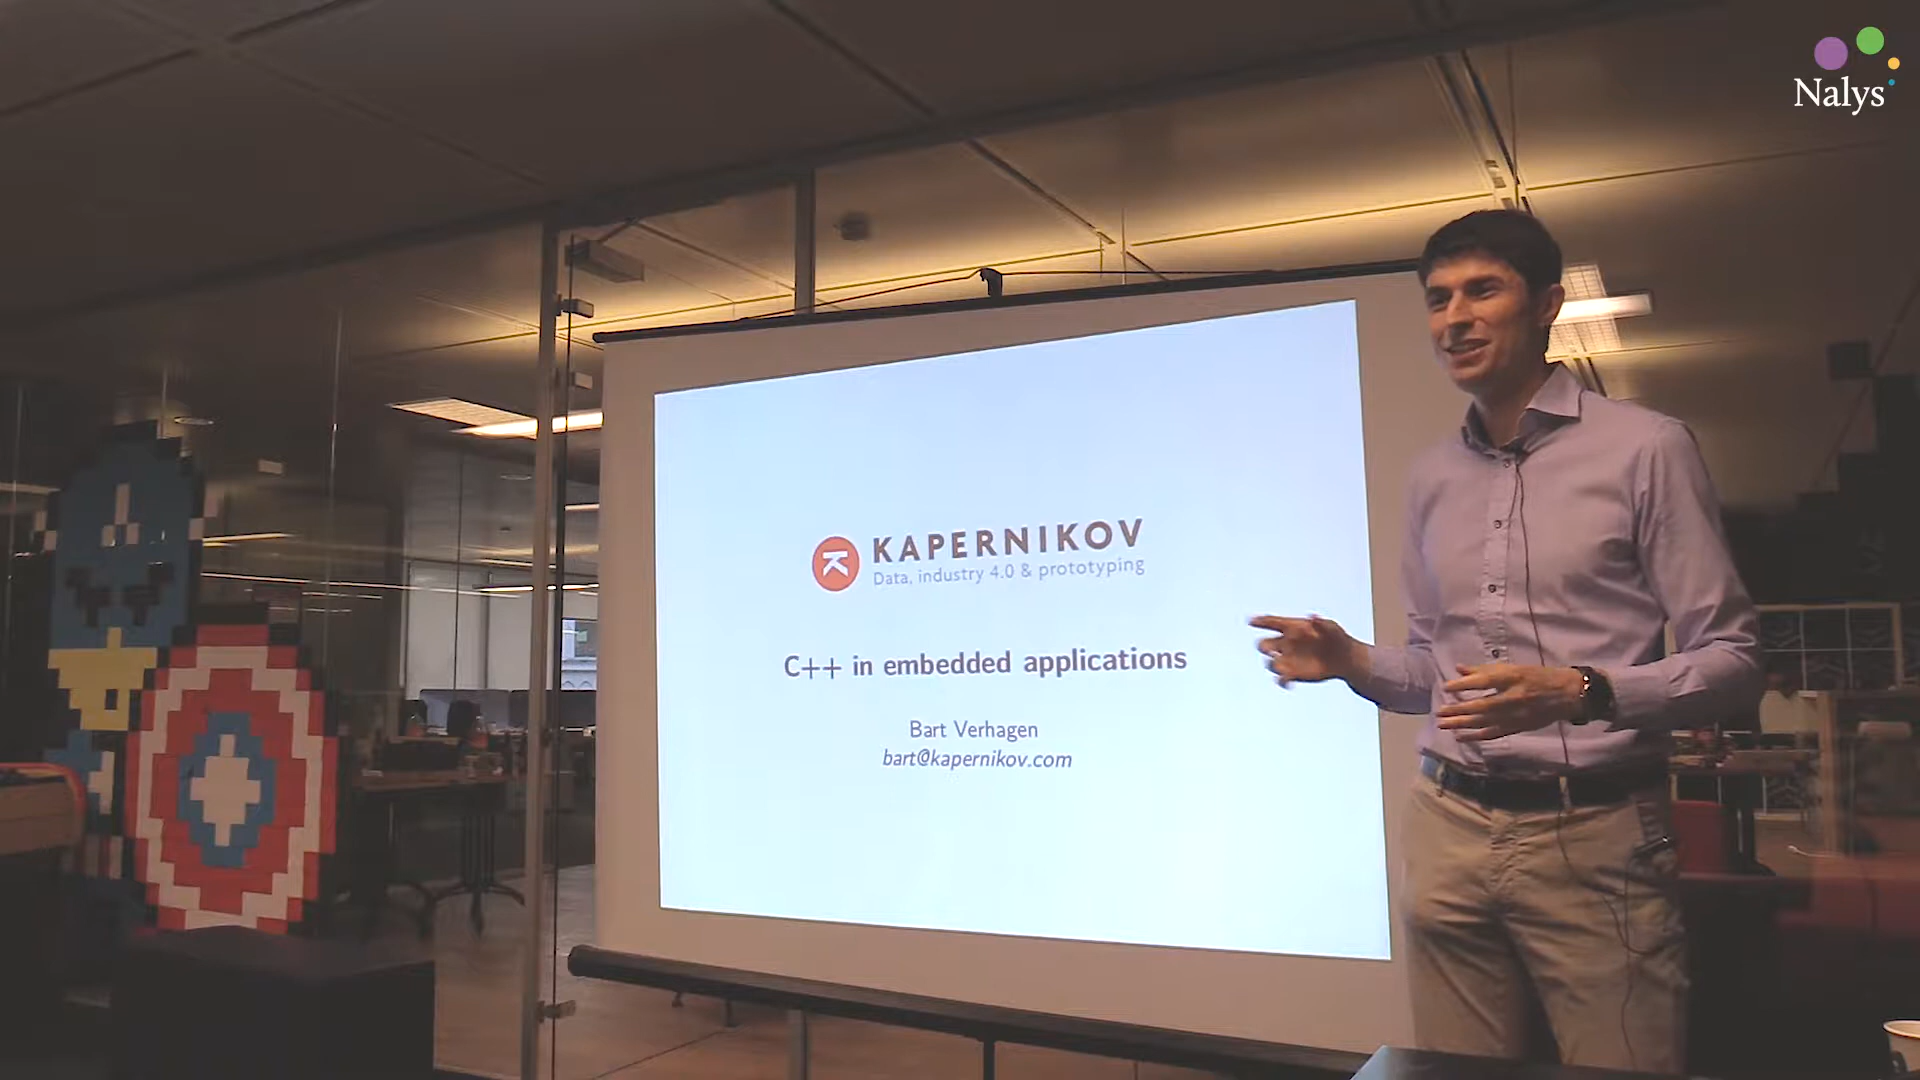 Nalys
KAPERNIKOV
Data, industry 4.0 & prototyping
C++ in embedded applications
Bart Verhagen
bart@kapernikov.com